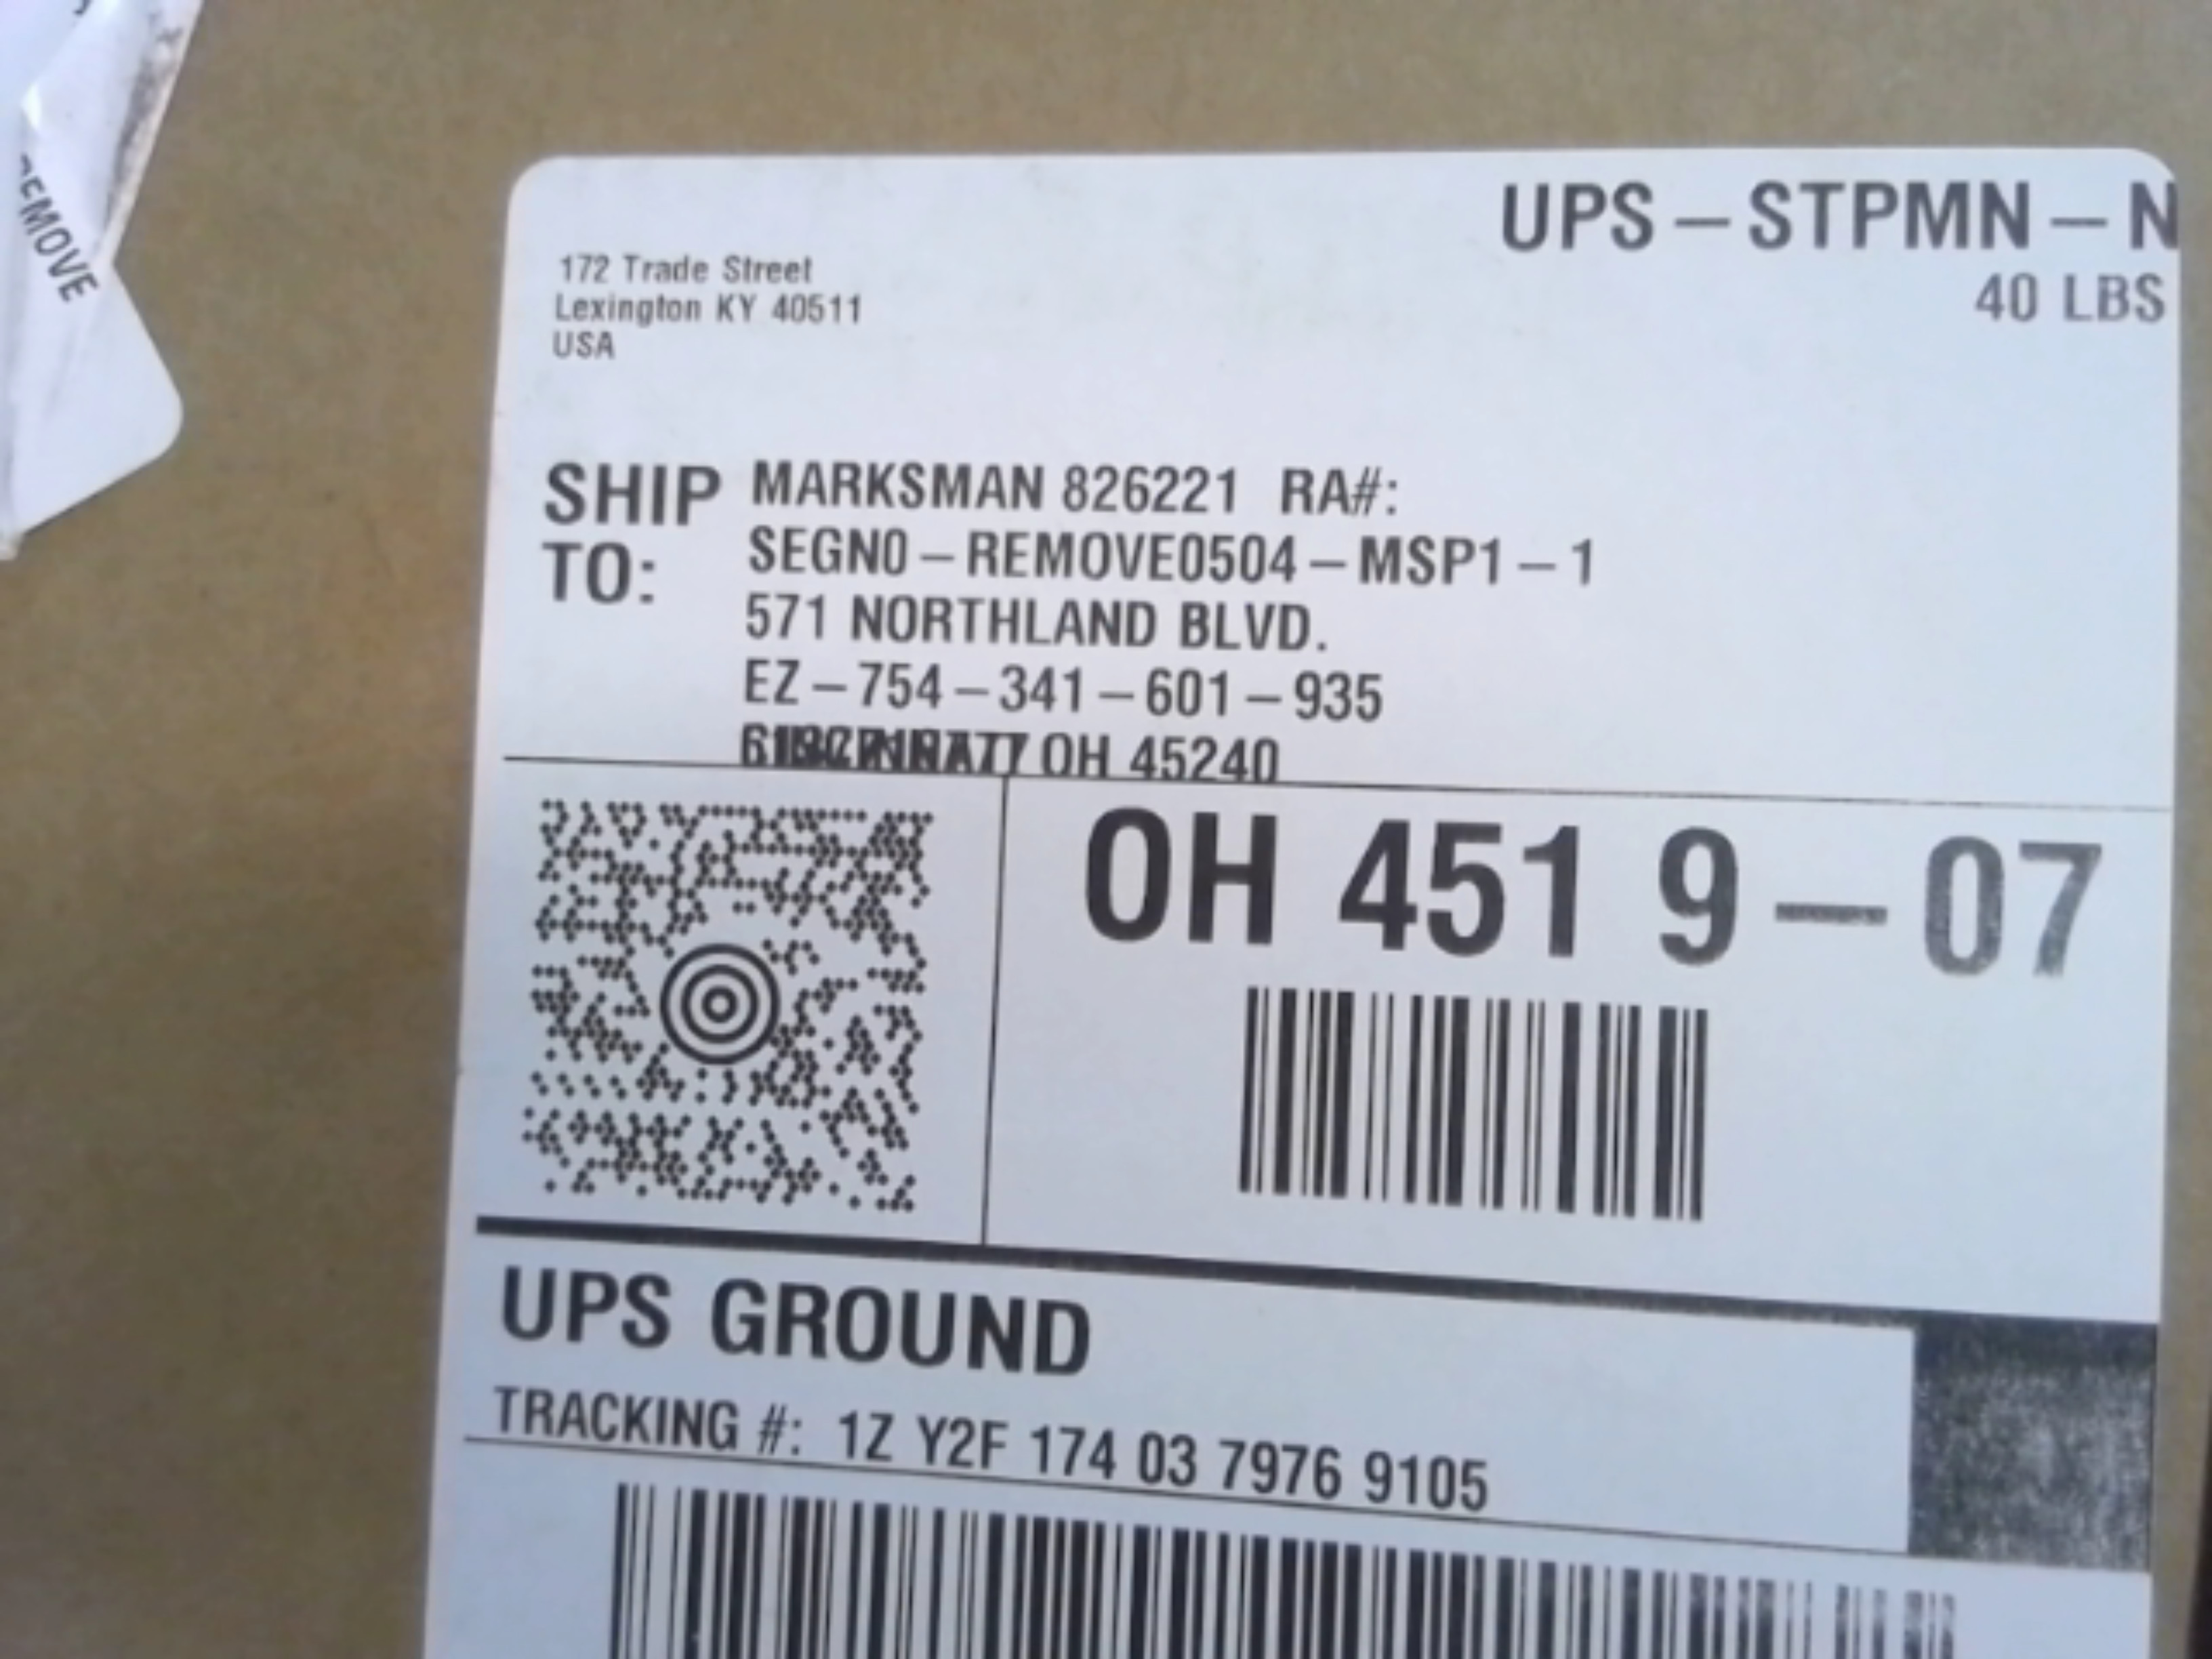 REMOVE
UPS – STPMN – N
40 LBS
172 Trade Street
Lexington KY 40511
USA
SHIP TO:
MARKSMAN 826221 RA#:
SEGN0 – REMOVE0504 – MSP1 – 1
571 NORTHLAND BLVD.
EZ – 754 – 341 – 601 – 935
OH 45240
OH 451 9 – 07
UPS GROUND
TRACKING #: 1Z Y2F 174 03 7976 9105